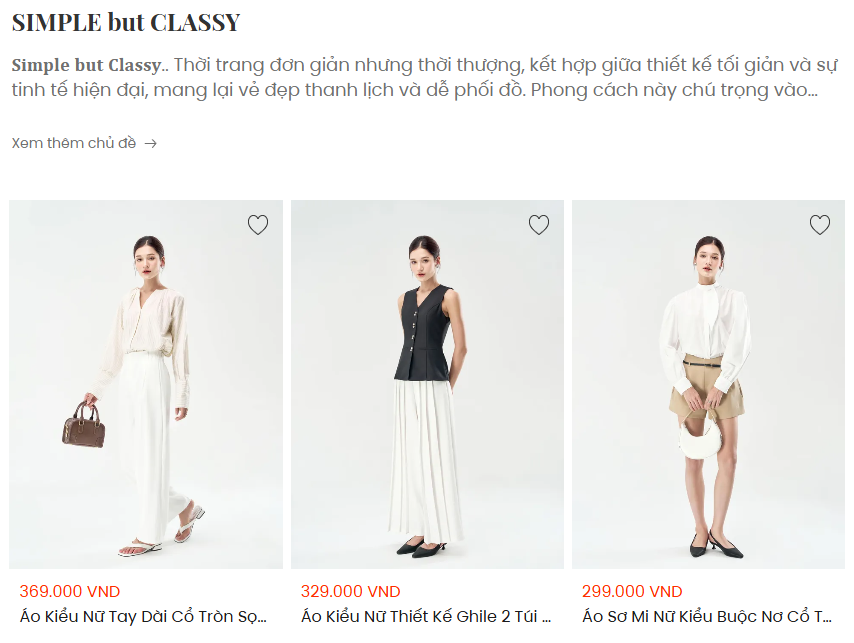 SIMPLE but CLASSY
Simple but Classy.. Thời trang đơn giản nhưng thời thượng, kết hợp giữa thiết kế tối giản và sự
tinh tế hiện đại, mang lại vẻ đẹp thanh lịch và dễ phối đồ. Phong cách này chú trọng vào...
Xem thêm chủ đề →
369.000 VND
Áo Kiểu Nữ Tay Dài Cổ Tròn Sọ...
329.000 VND
Áo Kiểu Nữ Thiết Kế Ghile 2 Túi ...
299.000 VND
Áo Sơ Mi Nữ Kiểu Buộc Nơ Cổ T...